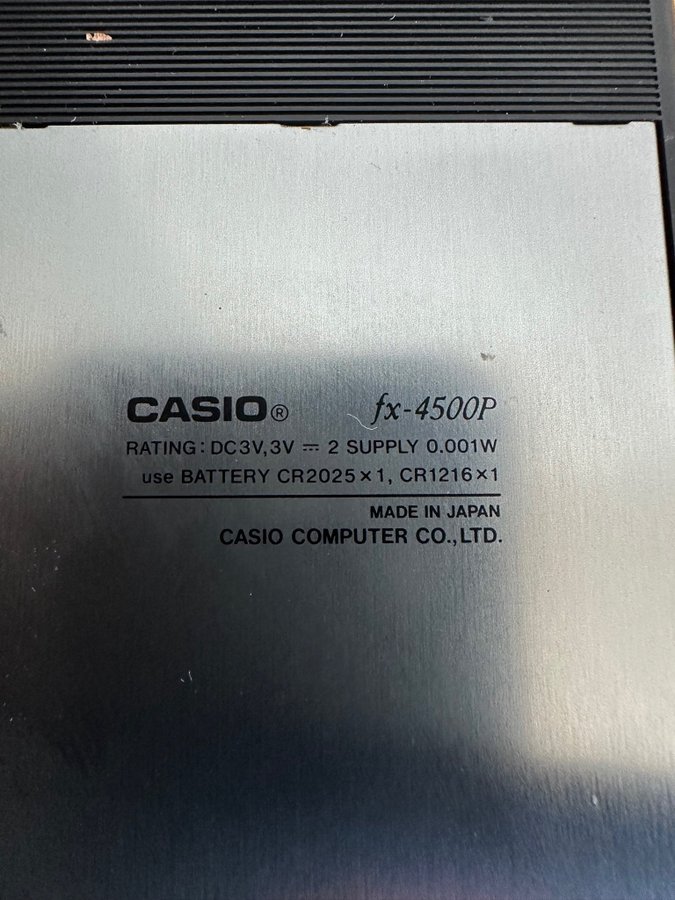 CASIO® fx-4500P
RATING: DC3V,3V ⎓ 2 SUPPLY 0.001W
use BATTERY CR2025×1, CR1216×1
MADE IN JAPAN
CASIO COMPUTER CO.,LTD.